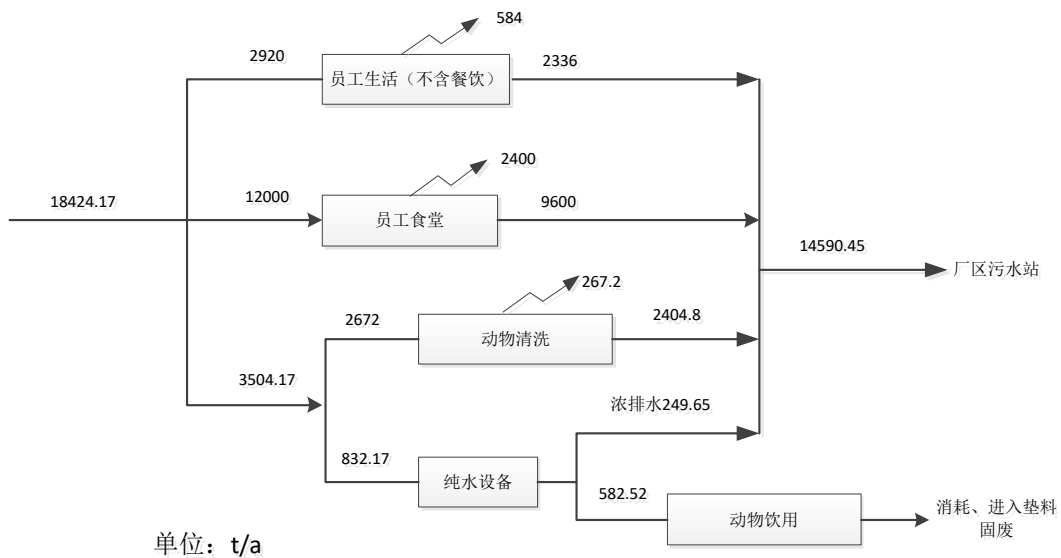 584
2920
员工生活（不含餐饮）
2336
2400
18424.17
12000
员工食堂
9600
14590.45
厂区污水站
267.2
2672
动物清洗
2404.8
3504.17
浓排水249.65
832.17
纯水设备
582.52
动物饮用
消耗、进入垫料
固废
单位：t/a